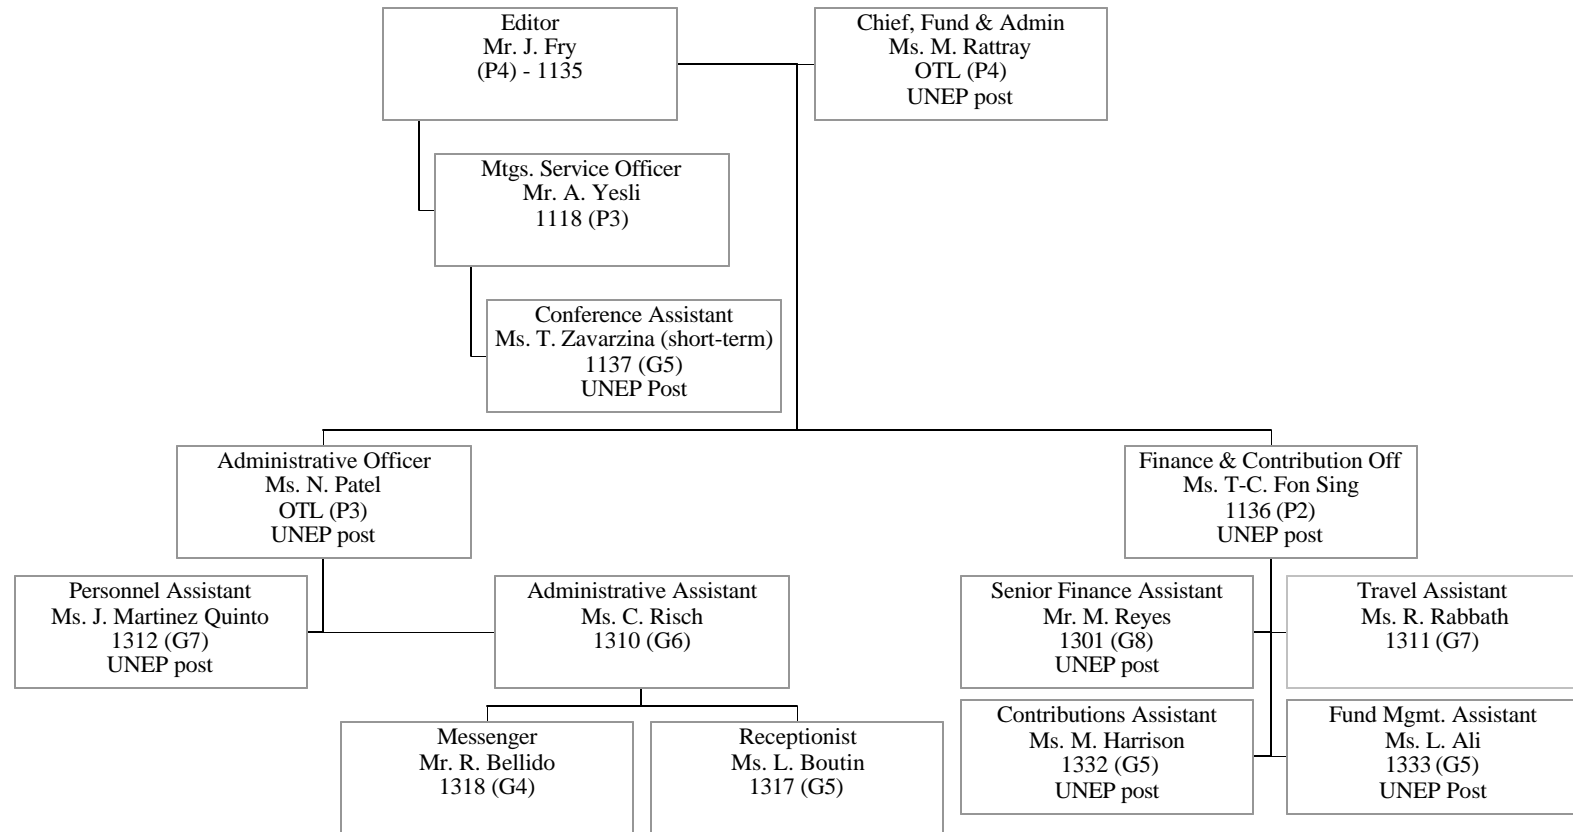 Editor
Mr. J. Fry
(P4) - 1135
Chief, Fund & Admin
Ms. M. Rattray
OTL (P4)
UNEP post
Mtgs. Service Officer
Mr. A. Yesli
1118 (P3)
Conference Assistant
Ms. T. Zavarzina (short-term)
1137 (G5)
UNEP Post
Administrative Officer
Ms. N. Patel
OTL (P3)
UNEP post
Finance & Contribution Off
Ms. T-C. Fon Sing
1136 (P2)
UNEP post
Personnel Assistant
Ms. J. Martinez Quinto
1312 (G7)
UNEP post
Administrative Assistant
Ms. C. Risch
1310 (G6)
Senior Finance Assistant
Mr. M. Reyes
1301 (G8)
UNEP post
Travel Assistant
Ms. R. Rabbath
1311 (G7)
Messenger
Mr. R. Bellido
1318 (G4)
Receptionist
Ms. L. Boutin
1317 (G5)
Contributions Assistant
Ms. M. Harrison
1332 (G5)
UNEP post
Fund Mgmt. Assistant
Ms. L. Ali
1333 (G5)
UNEP Post